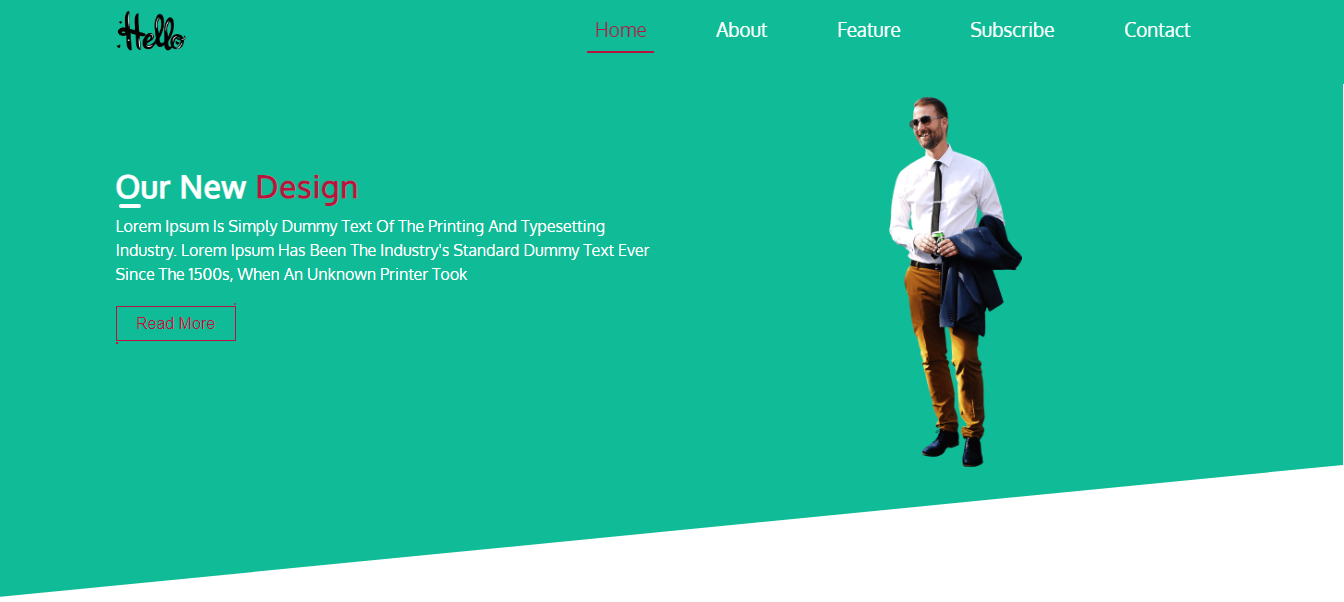 Hello
Home About Feature Subscribe Contact
Our New Design
Lorem Ipsum Is Simply Dummy Text Of The Printing And Typesetting
Industry. Lorem Ipsum Has Been The Industry's Standard Dummy Text Ever
Since The 1500s, When An Unknown Printer Took
Read More